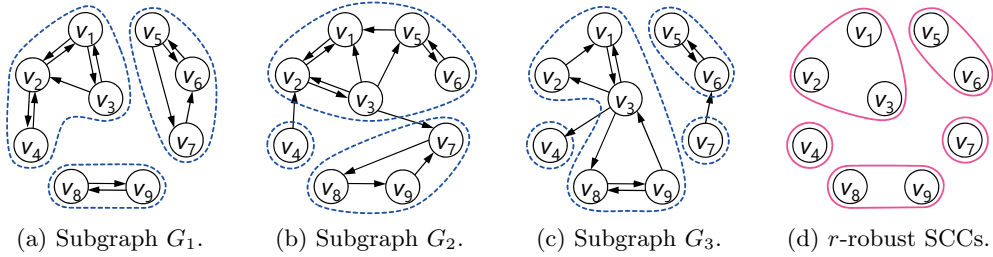 v1 v5 v2 v6 v3 v4 v7 v8 v9
v1 v5 v2 v6 v3 v4 v7 v8 v9
v1 v5 v2 v6 v3 v4 v7 v8 v9
v1 v5 v2 v6 v3 v4 v7 v8 v9
(a) Subgraph G1.
(b) Subgraph G2.
(c) Subgraph G3.
(d) r-robust SCCs.